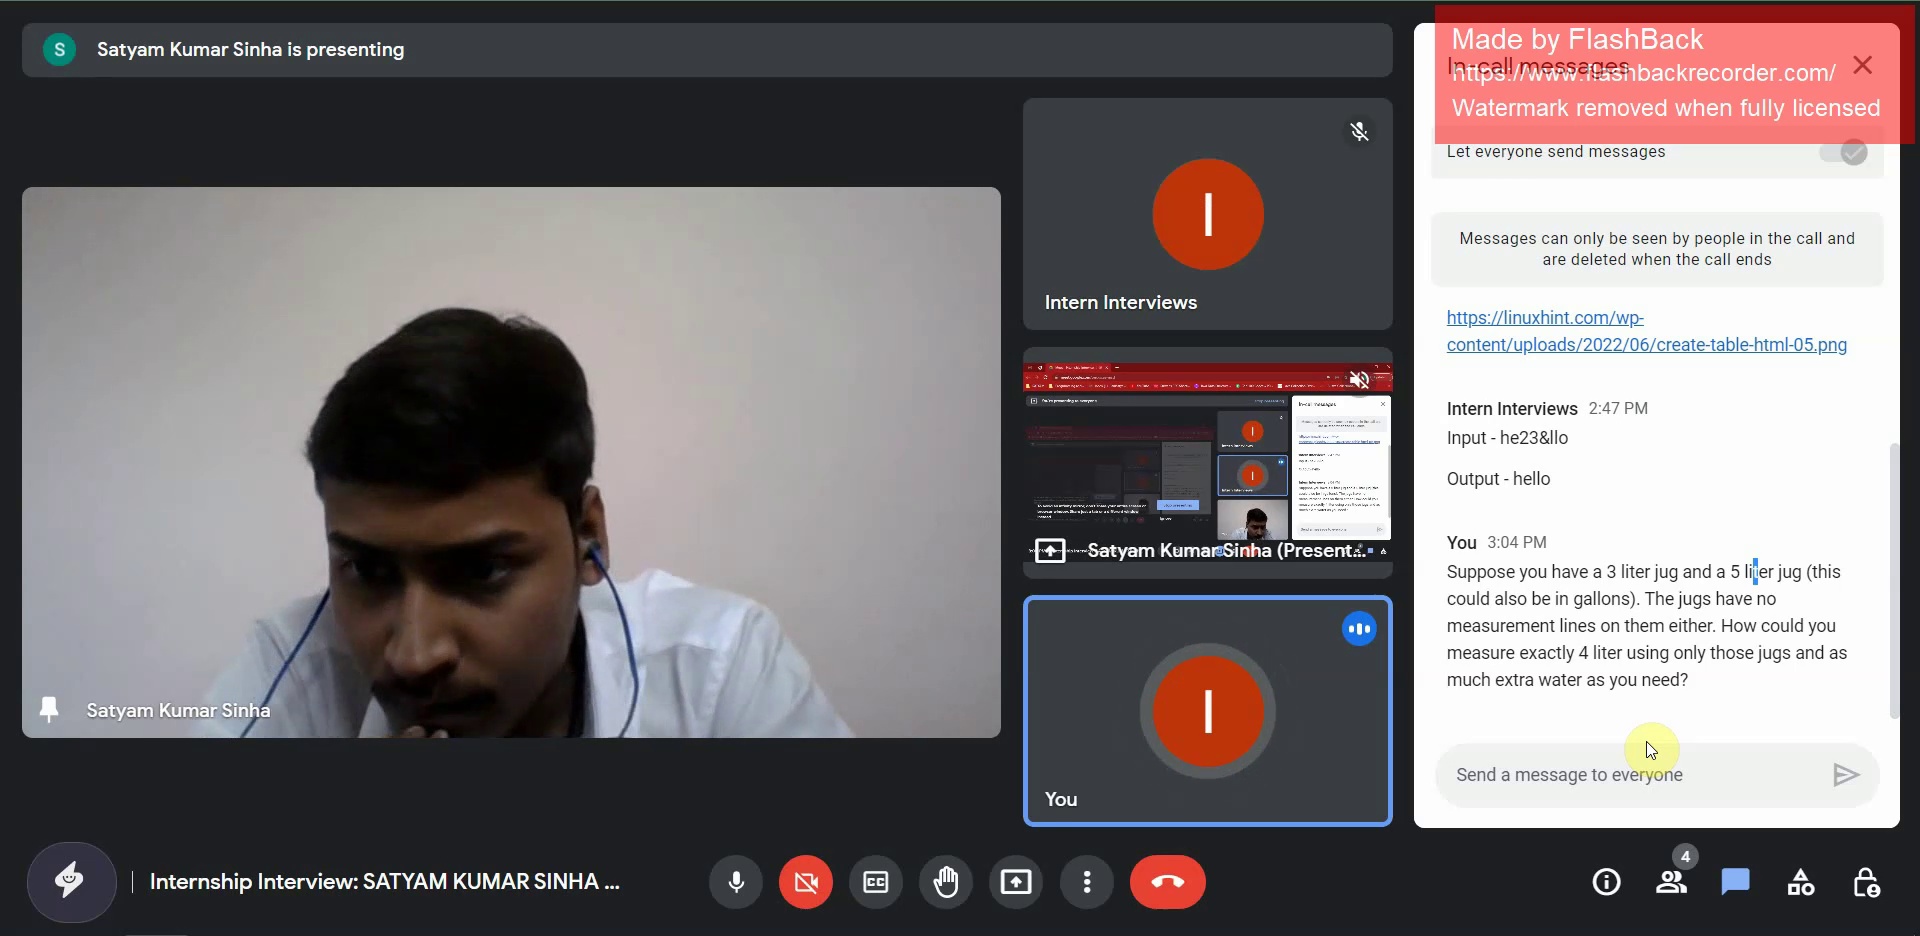 S Satyam Kumar Sinha is presenting
Made by FlashBack
In-call messages
https://www.flashbackrecorder.com/
Watermark removed when fully licensed
Let everyone send messages
Messages can only be seen by people in the call and
are deleted when the call ends
https://linuxhint.com/wp-
content/uploads/2022/06/create-table-html-05.png
Intern Interviews 2:47 PM
Input - he23&llo
Output - hello
You 3:04 PM
Suppose you have a 3 liter jug and a 5 liter jug (this
could also be in gallons). The jugs have no
measurement lines on them either. How could you
measure exactly 4 liter using only those jugs and as
much extra water as you need?
Send a message to everyone
I
Intern Interviews
Satyam Kumar Sinha (Present...
I
You
Satyam Kumar Sinha
Internship Interview: SATYAM KUMAR SINHA ...
CC
4